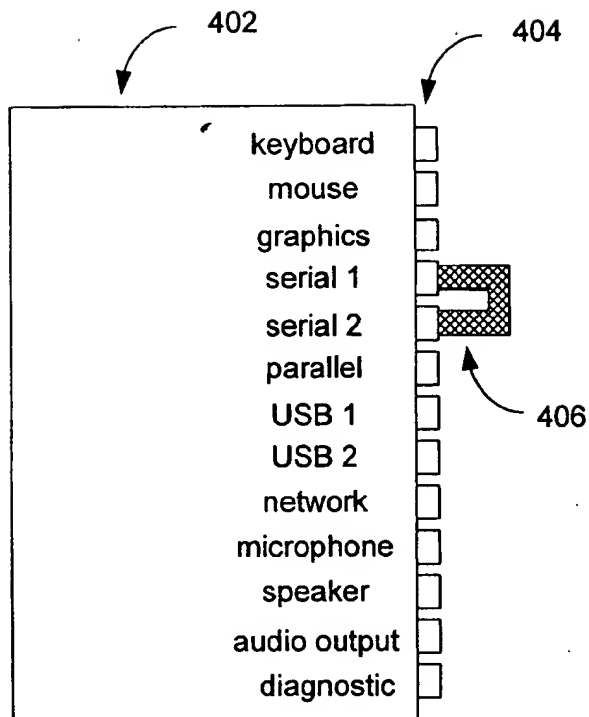 402
404
keyboard
mouse
graphics
serial 1
serial 2
parallel
USB 1
406
USB 2
network
microphone
speaker
audio output
diagnostic